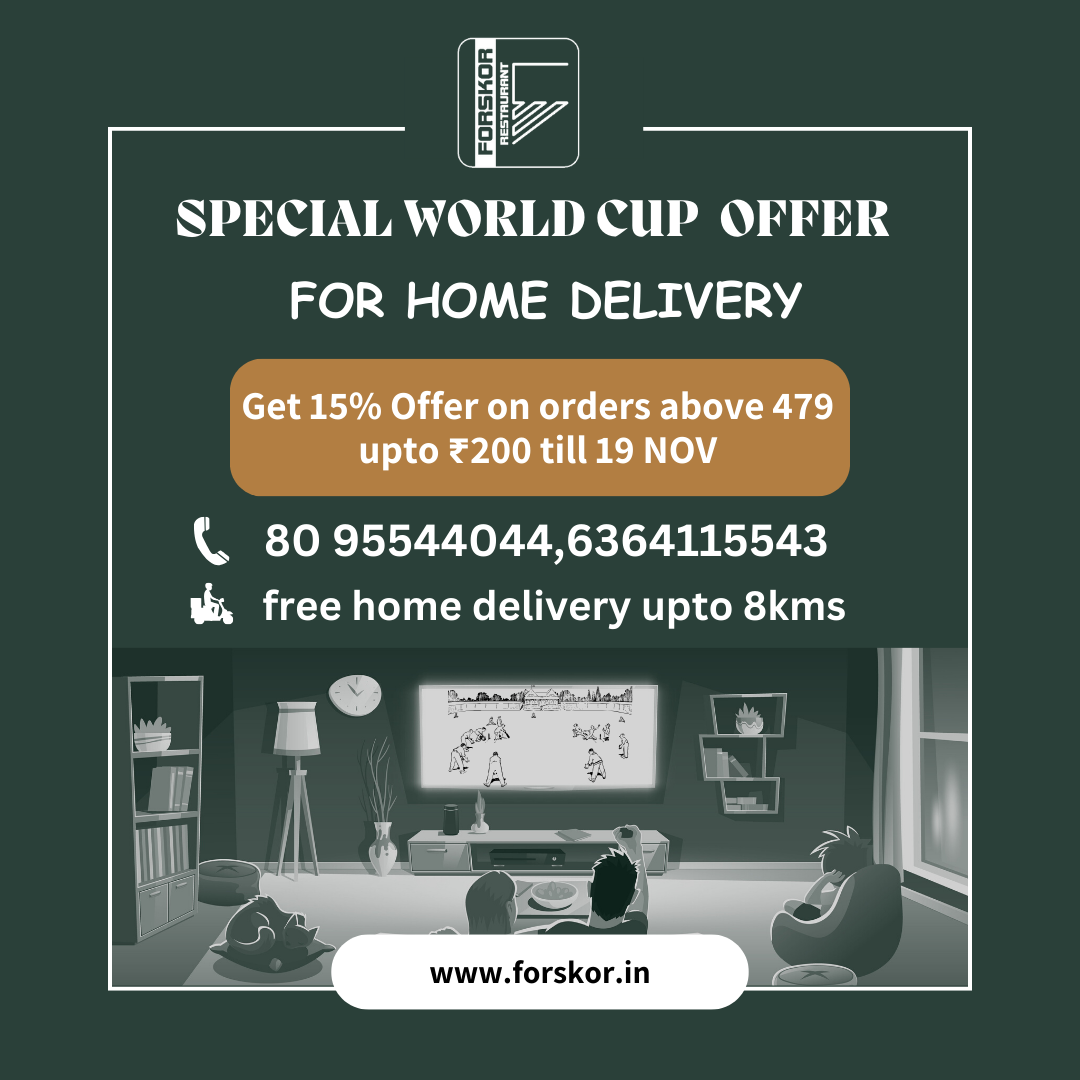 FORSKOR
RESTAURANT
SPECIAL WORLD CUP OFFER
FOR HOME DELIVERY
Get 15% Offer on orders above 479
upto ₹200 till 19 NOV
80 95544044,6364115543
free home delivery upto 8kms
www.forskor.in